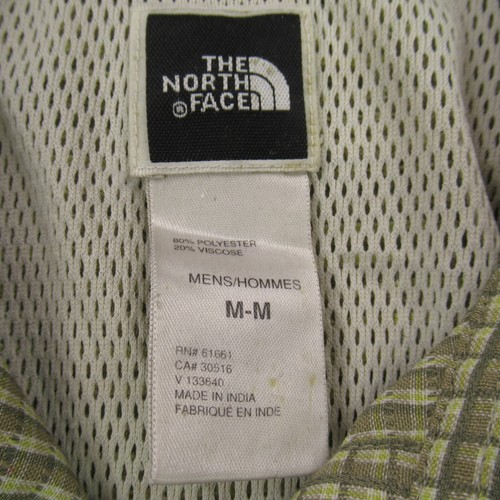 THE
NORTH
® FACE
80% POLYESTER
20% VISCOSE
MENS/HOMMES
M-M
RN# 61661
CA# 30516
V 133640
MADE IN INDIA
FABRIQUÉ EN INDE